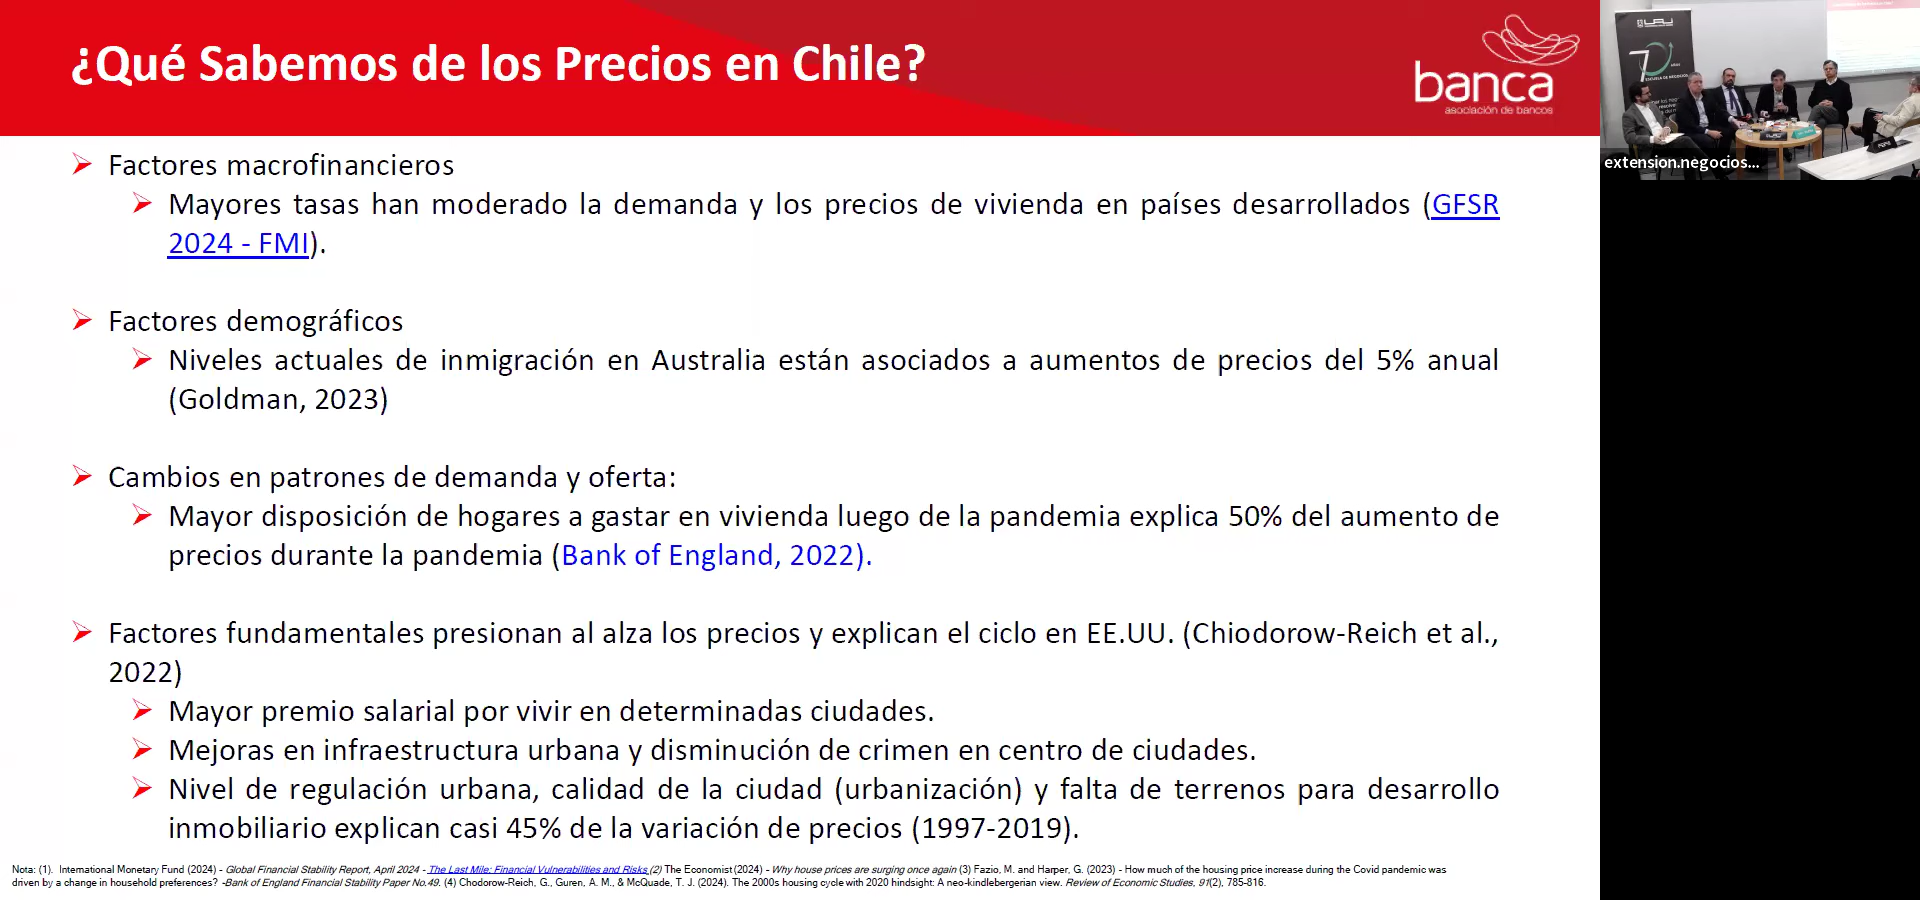 ¿Qué Sabemos de los Precios en Chile?
banca
asociación de bancos
Factores macrofinancieros
Mayores tasas han moderado la demanda y los precios de vivienda en países desarrollados (GFSR
2024 - FMI).
Factores demográficos
Niveles actuales de inmigración en Australia están asociados a aumentos de precios del 5% anual
(Goldman, 2023)
Cambios en patrones de demanda y oferta:
Mayor disposición de hogares a gastar en vivienda luego de la pandemia explica 50% del aumento de
precios durante la pandemia (Bank of England, 2022).
Factores fundamentales presionan al alza los precios y explican el ciclo en EE.UU. (Chiodorow-Reich et al.,
2022)
Mayor premio salarial por vivir en determinadas ciudades.
Mejoras en infraestructura urbana y disminución de crimen en centro de ciudades.
Nivel de regulación urbana, calidad de la ciudad (urbanización) y falta de terrenos para desarrollo
inmobiliario explican casi 45% de la variación de precios (1997-2019).
Nota: (1). International Monetary Fund (2024) - Global Financial Stability Report, April 2024 - The Last Mile: Financial Vulnerabilities and Risks (2) The Economist (2024) - Why house prices are surging once again (3) Fazio, M. and Harper, G. (2023) - How much of the housing price increase during the Covid pandemic was
driven by a change in household preferences? -Bank of England Financial Stability Paper No.49. (4) Chodorow-Reich, G., Guren, A. M., & McQuade, T. J. (2024). The 2000s housing cycle with 2020 hindsight: A neo-kindlebergerian view. Review of Economic Studies, 91(2), 785-816.
70
ESCUELA DE NEGOCIOS
extension.negocios...